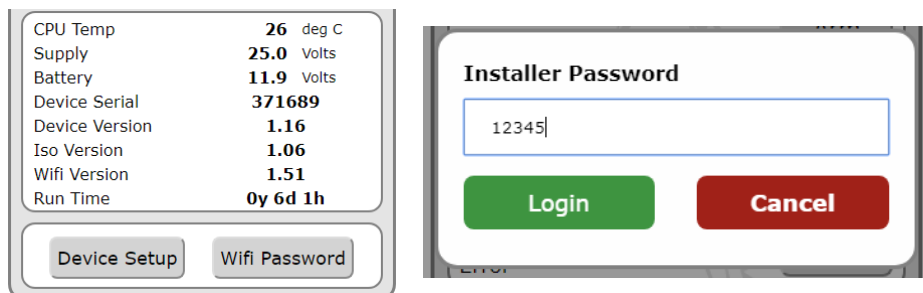 CPU Temp 26 deg C
Supply 25.0 Volts
Battery 11.9 Volts
Device Serial 371689
Device Version 1.16
Iso Version 1.06
Wifi Version 1.51
Run Time 0y 6d 1h
Device Setup Wifi Password
Installer Password
12345
Login Cancel